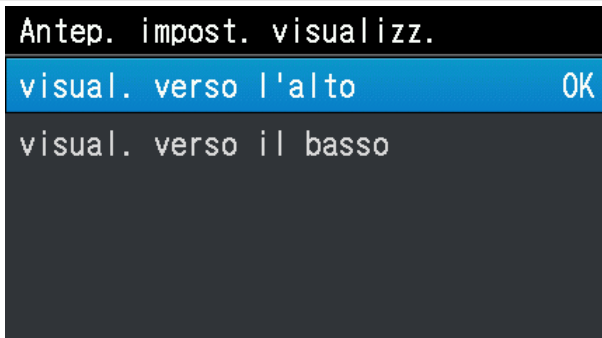 Antep. impost. visualizz.
visual. verso l'alto OK
visual. verso il basso